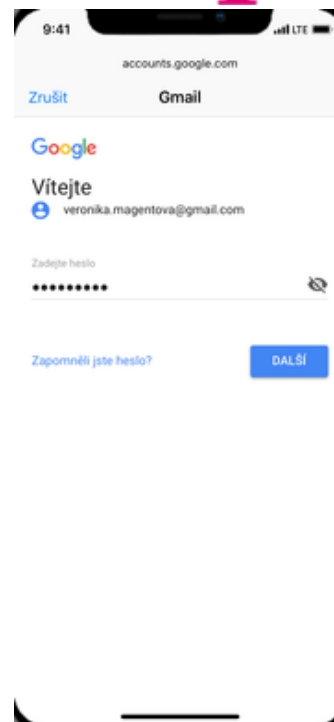 9:41
LTE
accounts.google.com
Zrušit Gmail
Google
Vítejte
veronika.magentova@gmail.com
Zadejte heslo
•••••••••
Zapomněli jste heslo? DALŠÍ